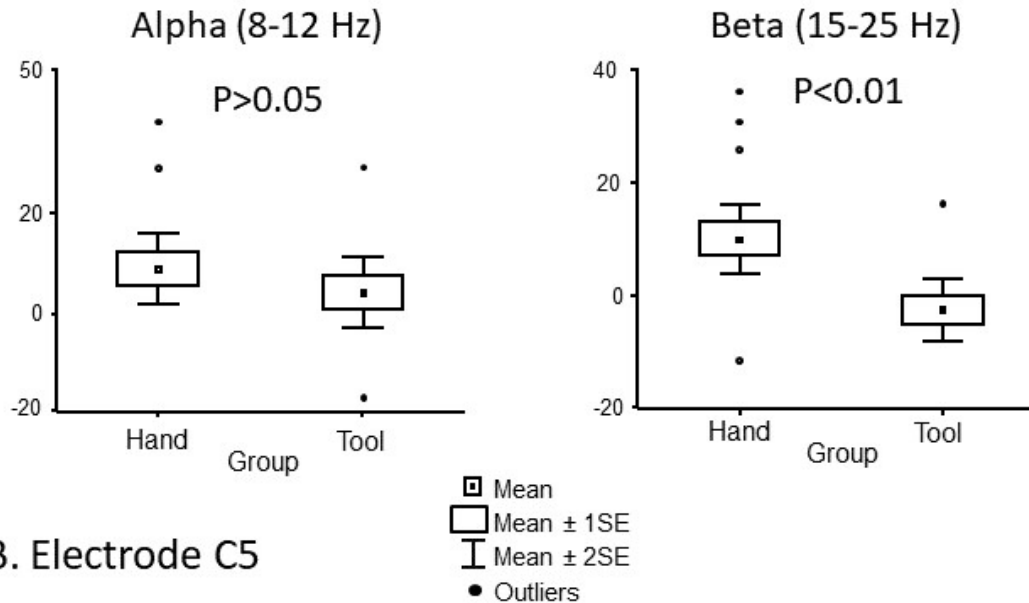 Alpha (8-12 Hz)
Beta (15-25 Hz)
50
20
0
-20
P>0.05
Hand
Tool
Group
40
20
0
-20
P<0.01
Hand
Tool
Group
Mean
Mean ± 1SE
Mean ± 2SE
Outliers
. Electrode C5